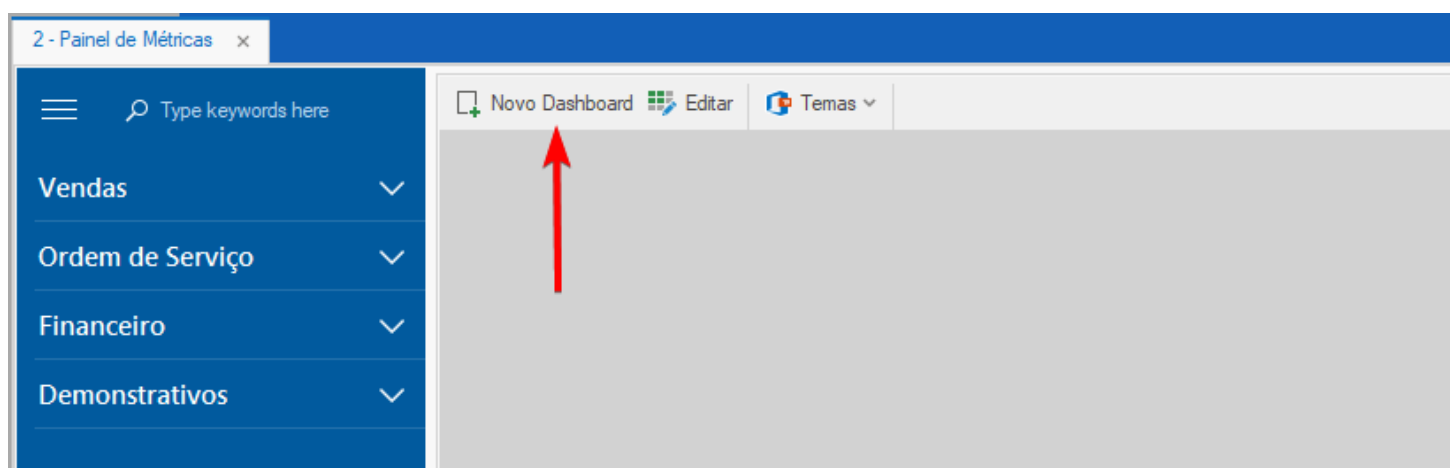 2 - Painel de Métricas
Type keywords here
Novo Dashboard Editar Temas
Vendas
Ordem de Serviço
Financeiro
Demonstrativos